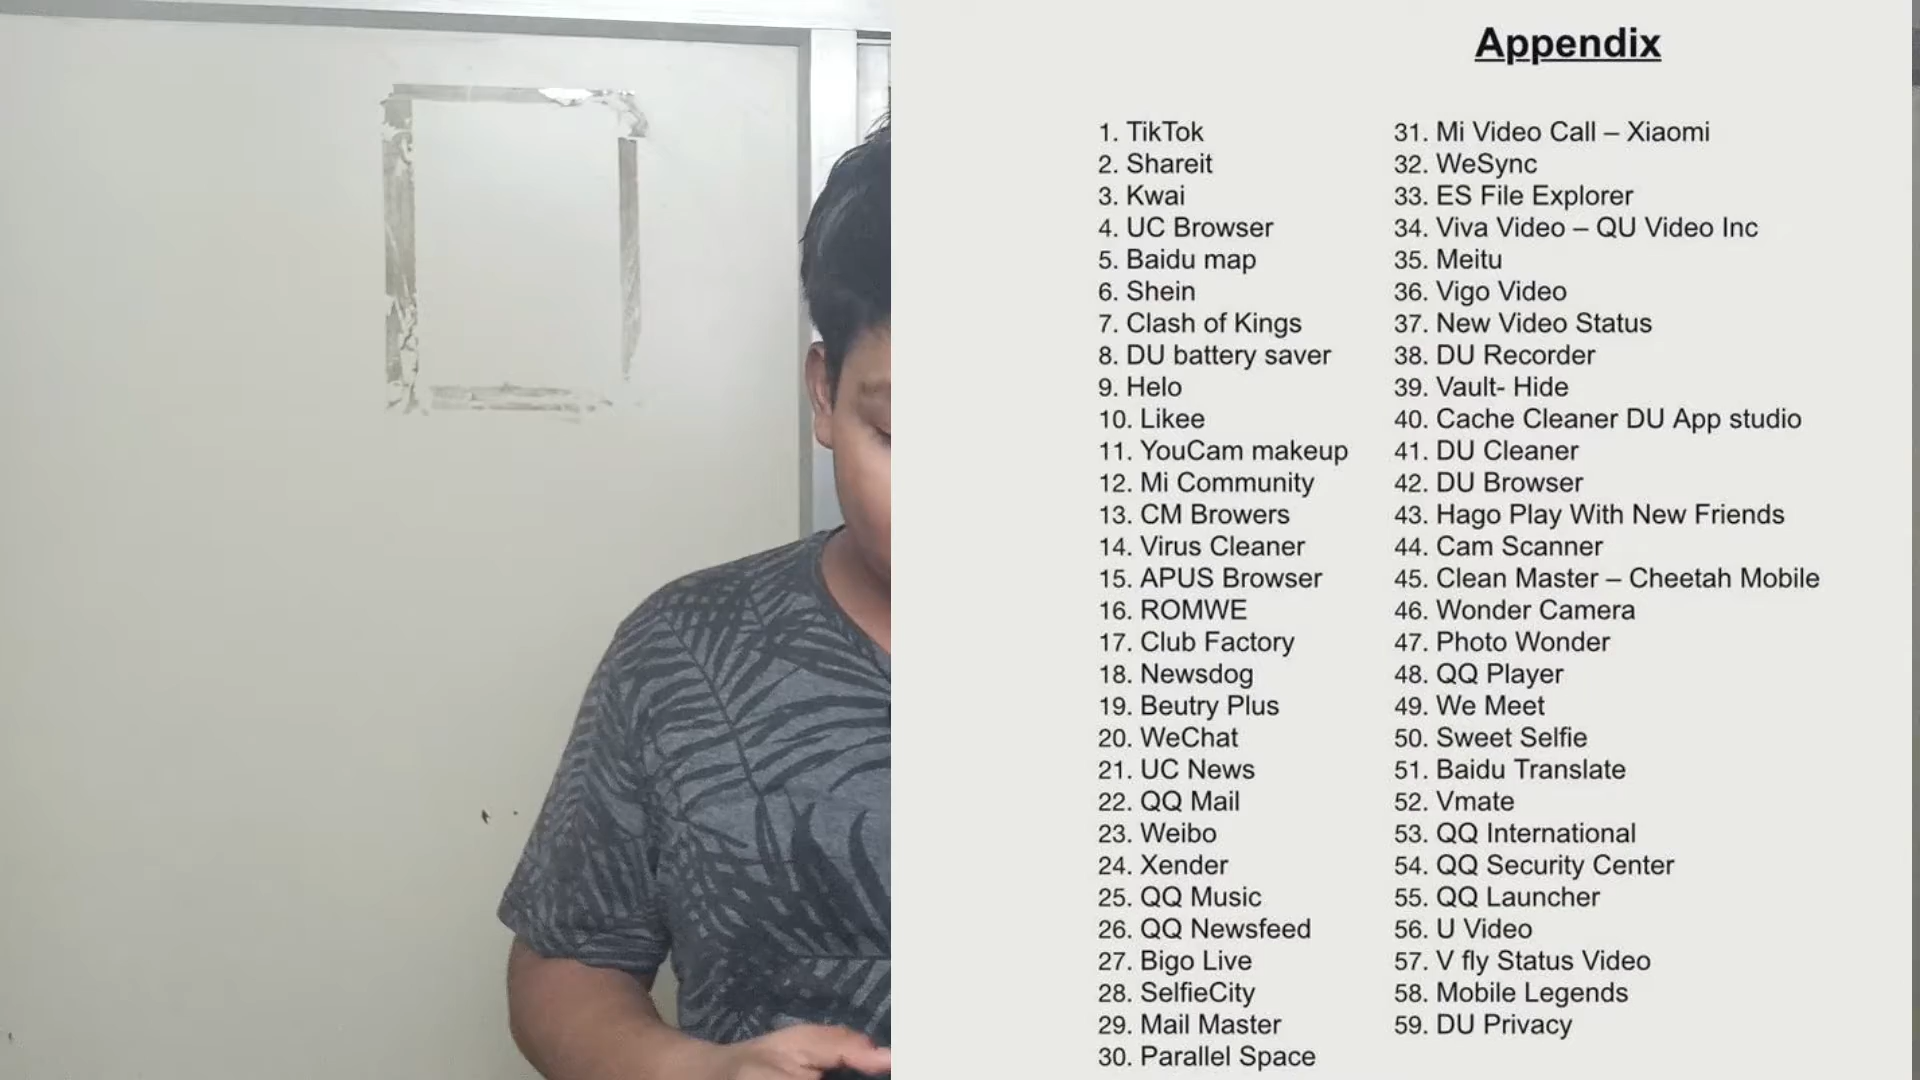 Appendix
1. TikTok
2. Shareit
3. Kwai
4. UC Browser
5. Baidu map
6. Shein
7. Clash of Kings
8. DU battery saver
9. Helo
10. Likee
11. YouCam makeup
12. Mi Community
13. CM Browers
14. Virus Cleaner
15. APUS Browser
16. ROMWE
17. Club Factory
18. Newsdog
19. Beutry Plus
20. WeChat
21. UC News
22. QQ Mail
23. Weibo
24. Xender
25. QQ Music
26. QQ Newsfeed
27. Bigo Live
28. SelfieCity
29. Mail Master
30. Parallel Space
31. Mi Video Call – Xiaomi
32. WeSync
33. ES File Explorer
34. Viva Video – QU Video Inc
35. Meitu
36. Vigo Video
37. New Video Status
38. DU Recorder
39. Vault- Hide
40. Cache Cleaner DU App studio
41. DU Cleaner
42. DU Browser
43. Hago Play With New Friends
44. Cam Scanner
45. Clean Master – Cheetah Mobile
46. Wonder Camera
47. Photo Wonder
48. QQ Player
49. We Meet
50. Sweet Selfie
51. Baidu Translate
52. Vmate
53. QQ International
54. QQ Security Center
55. QQ Launcher
56. U Video
57. V fly Status Video
58. Mobile Legends
59. DU Privacy